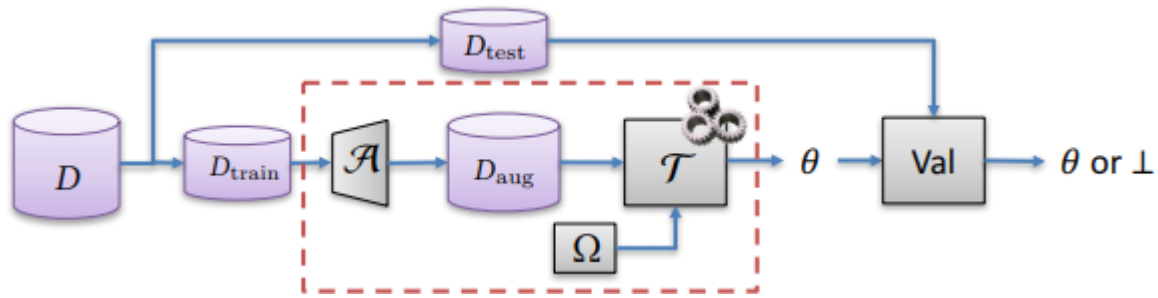 D_test
D
D_train
𝒜
D_aug
𝒯
θ
Val
θ or ⊥
Ω